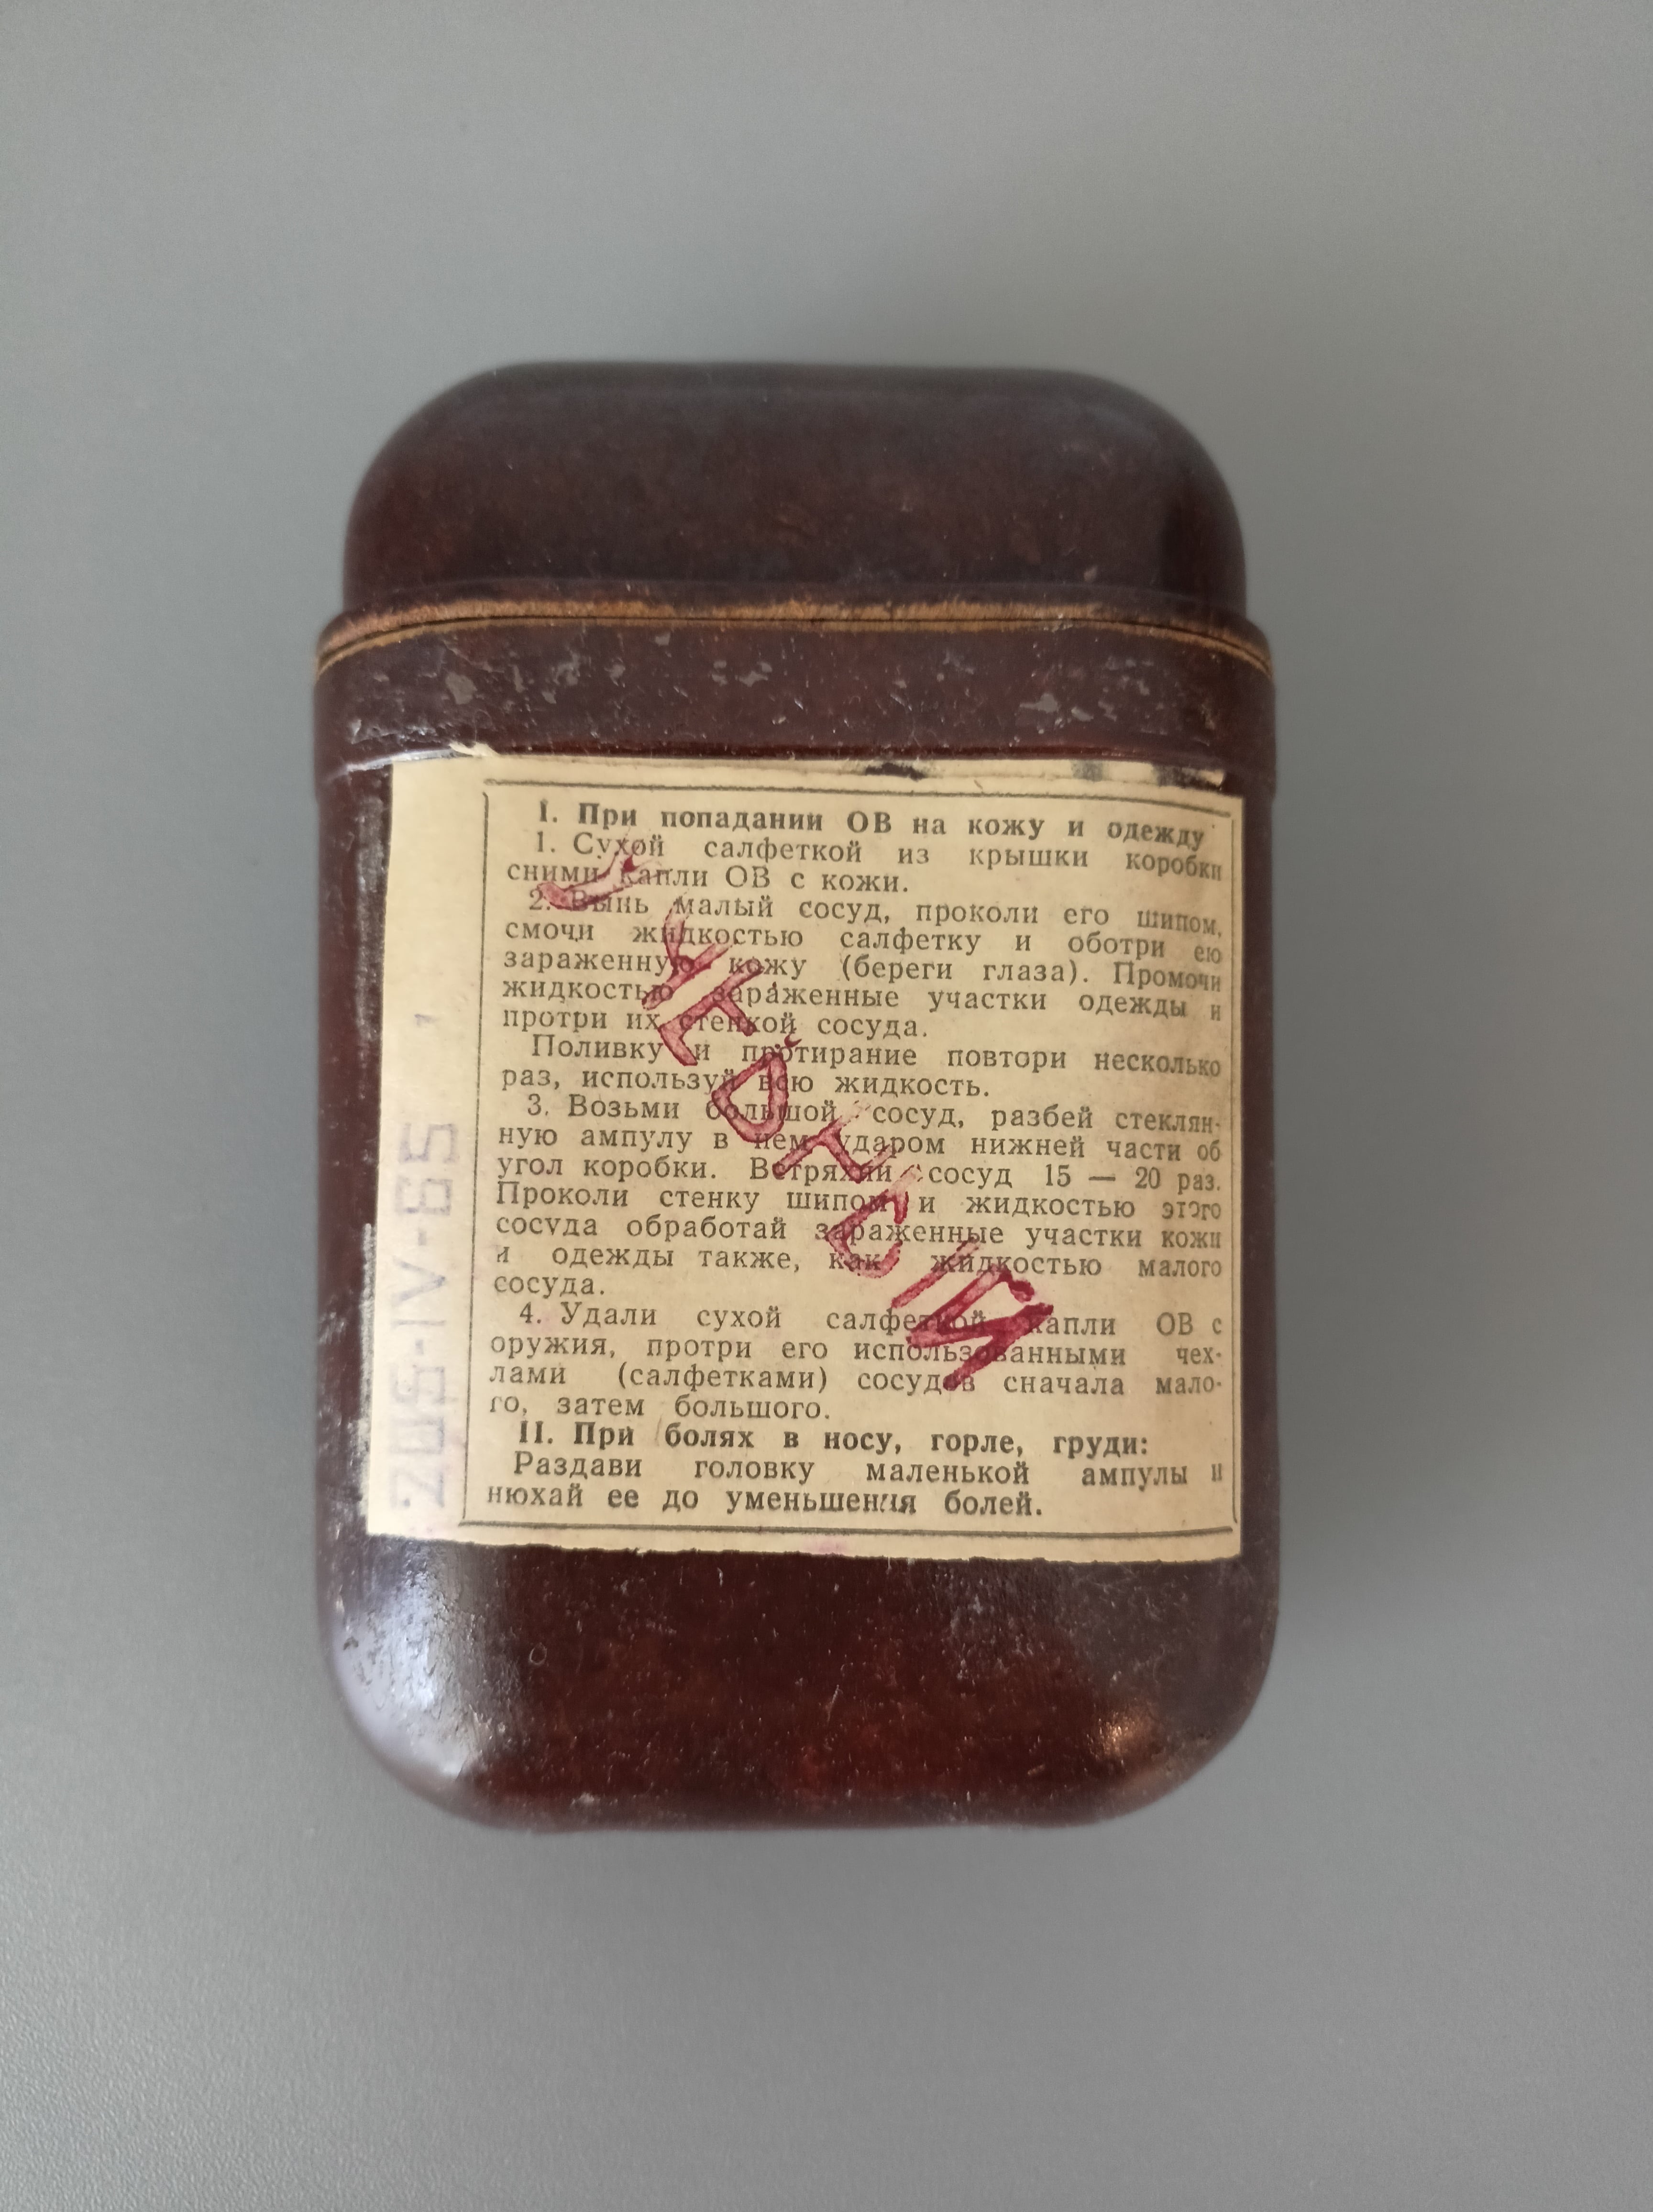 I. При попадании ОВ на кожу и одежду
1. Сухой салфеткой из крышки коробки
сними капли ОВ с кожи.
2. Вынь малый сосуд, проколи его шипом,
смочи жидкостью салфетку и оботри ею
зараженную кожу (береги глаза). Промочи
жидкостью зараженные участки одежды и
протри их стенкой сосуда.
Поливку и протирание повтори несколько
раз, используй всю жидкость.
3. Возьми большой сосуд, разбей стеклян-
ную ампулу в нем ударом нижней части об
угол коробки. Встряхни сосуд 15 — 20 раз.
Проколи стенку шипом и жидкостью этого
сосуда обработай зараженные участки кожи
и одежды также, как жидкостью малого
сосуда.
4. Удали сухой салфеткой капли ОВ с
оружия, протри его использованными чех-
лами (салфетками) сосудов сначала мало-
го, затем большого.
II. При болях в носу, горле, груди:
Раздави головку маленькой ампулы и
нюхай ее до уменьшения болей.